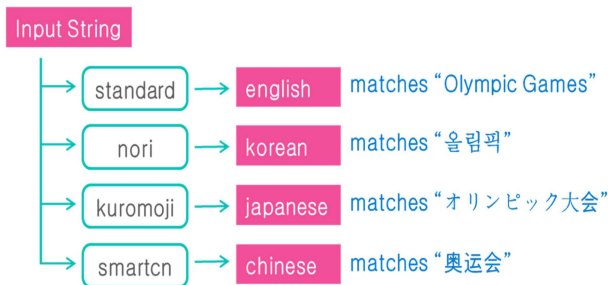 Input String
standard english matches “Olympic Games”
nori korean matches “올림픽”
kuromoji japanese matches “オリンピック大会”
smartcn chinese matches “奥运会”